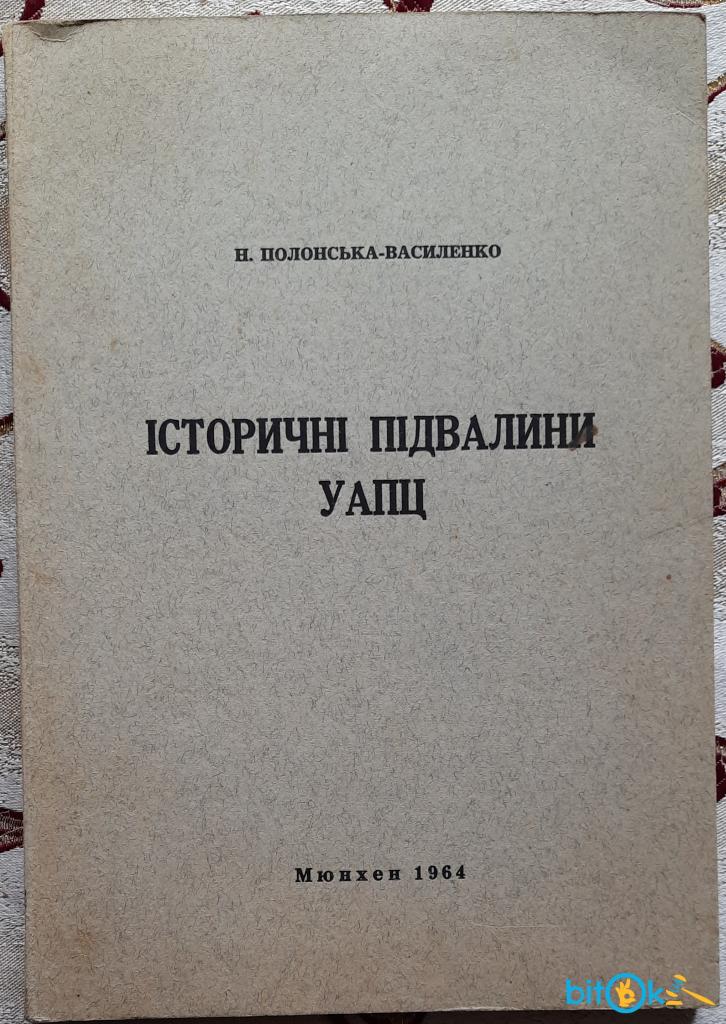 Н. ПОЛОНСЬКА-ВАСИЛЕНКО
ІСТОРИЧНІ ПІДВАЛИНИ
УАПЦ
Мюнхен 1964
bitOk